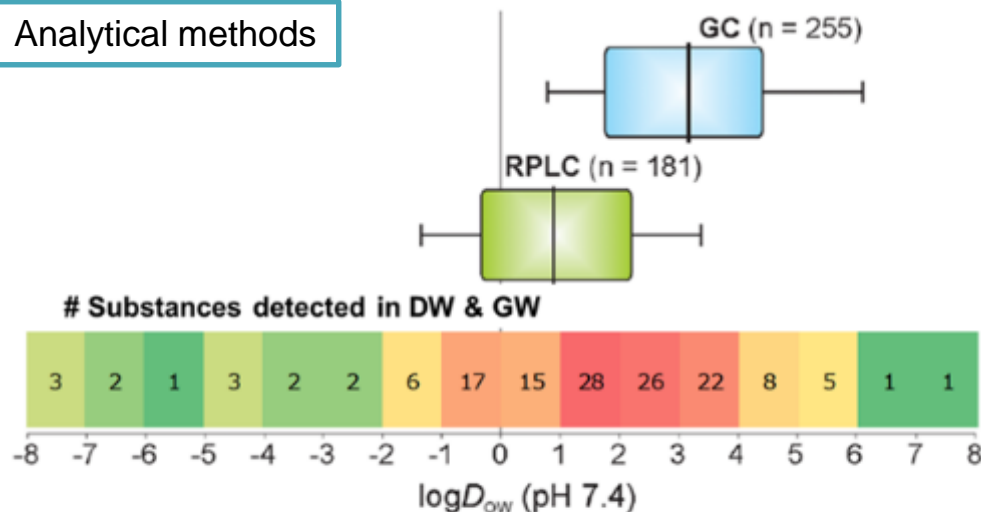 Analytical methods
GC (n = 255)
RPLC (n = 181)
# Substances detected in DW & GW
3 2 1 3 2 2 6 17 15 28 26 22 8 5 1 1
-8 -7 -6 -5 -4 -3 -2 -1 0 1 2 3 4 5 6 7 8
logDow (pH 7.4)